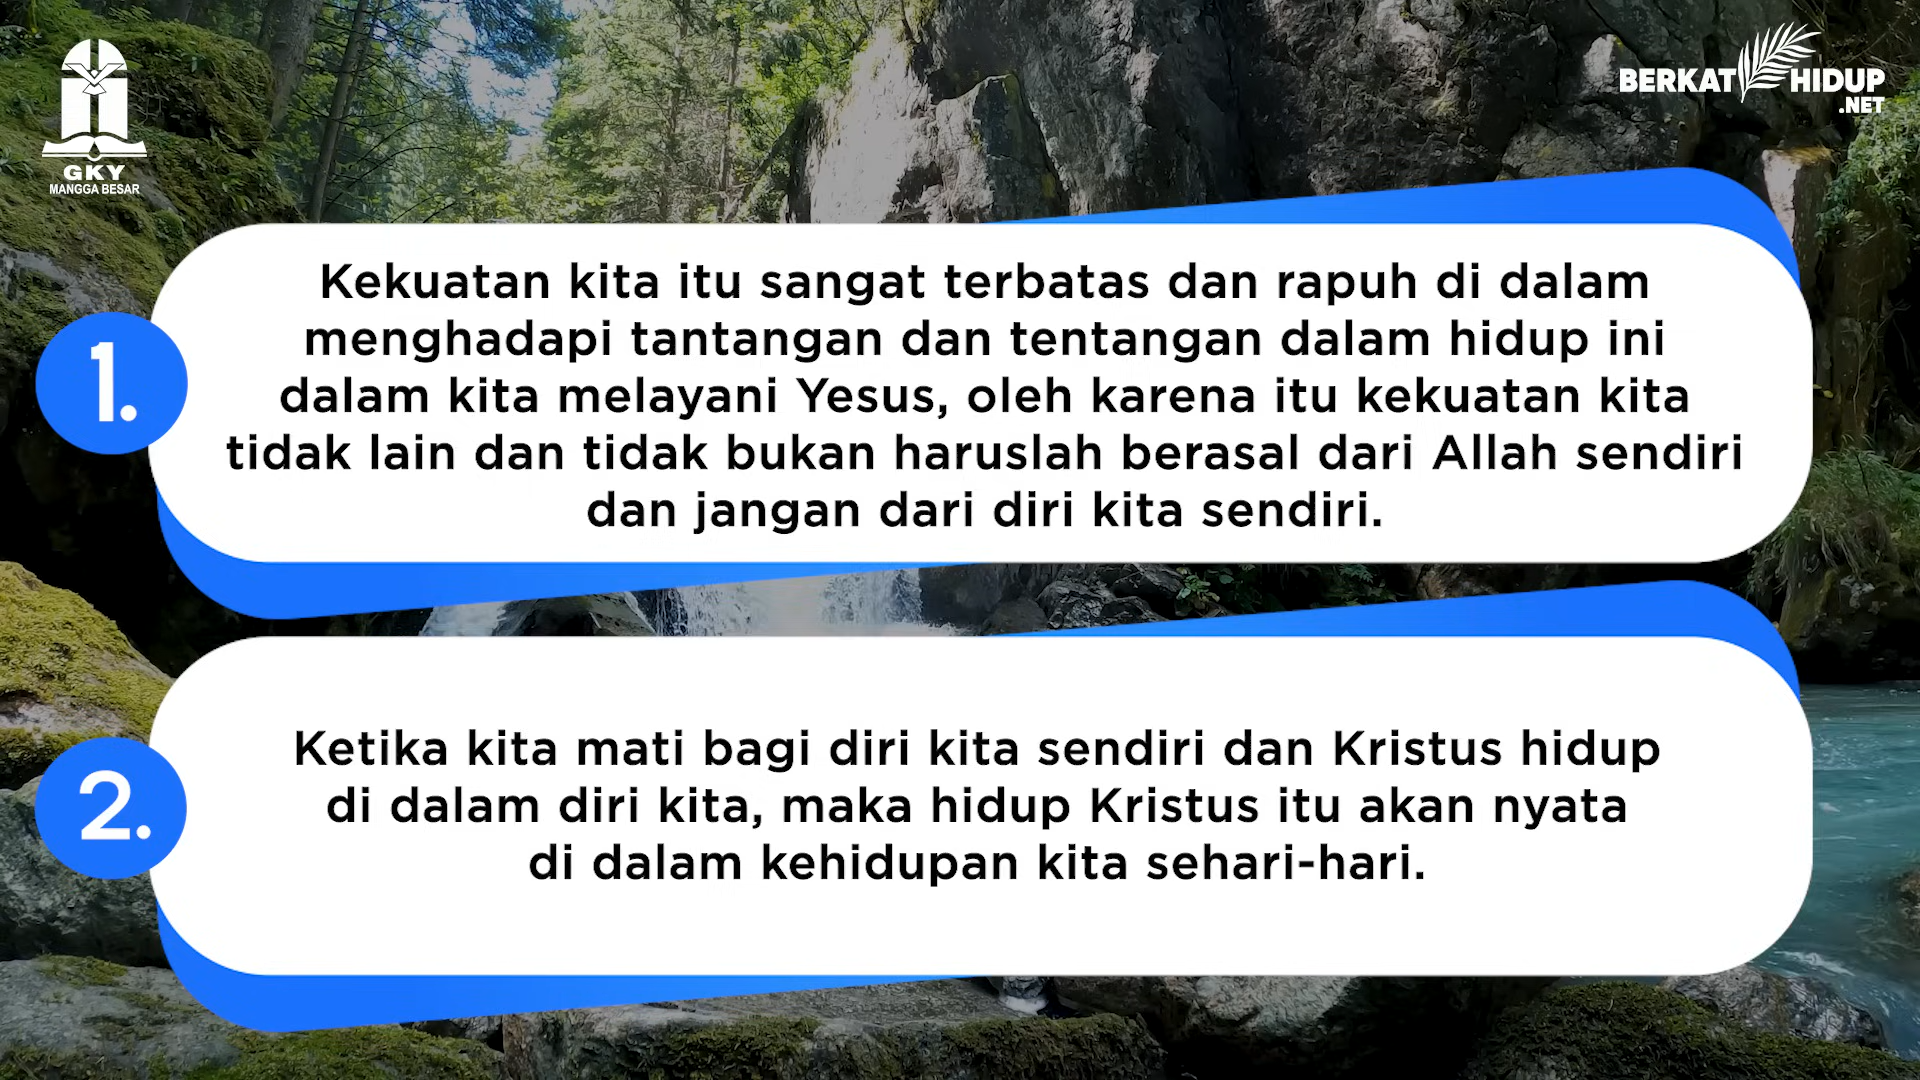 GKY
MANGGA BESAR
BERKAT HIDUP
.NET
1.
Kekuatan kita itu sangat terbatas dan rapuh di dalam
menghadapi tantangan dan tentangan dalam hidup ini
dalam kita melayani Yesus, oleh karena itu kekuatan kita
tidak lain dan tidak bukan haruslah berasal dari Allah sendiri
dan jangan dari diri kita sendiri.
2.
Ketika kita mati bagi diri kita sendiri dan Kristus hidup
di dalam diri kita, maka hidup Kristus itu akan nyata
di dalam kehidupan kita sehari-hari.